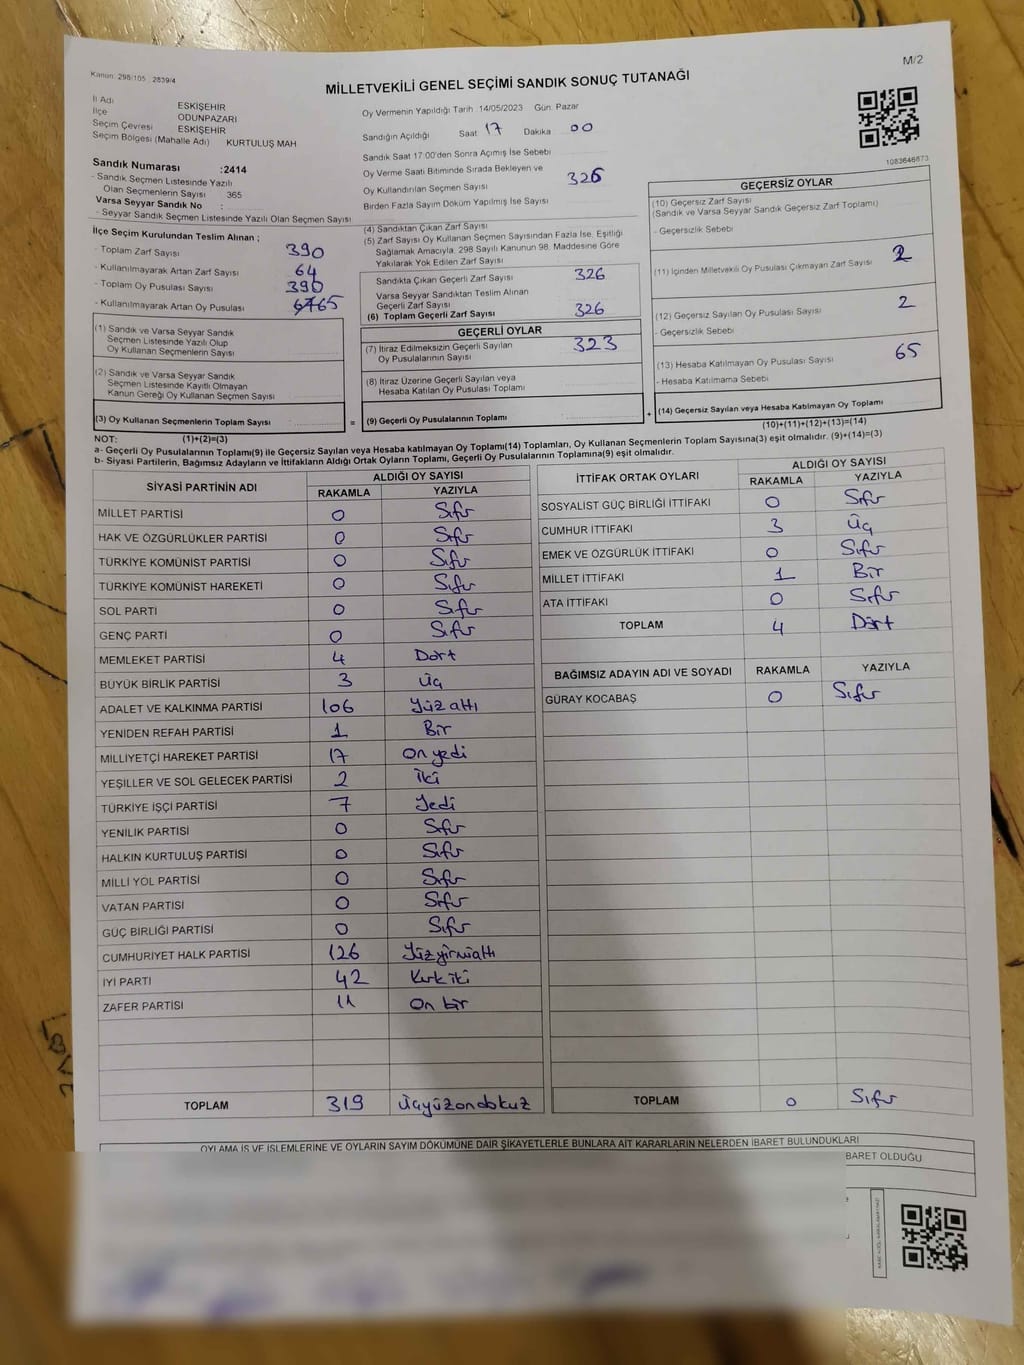 Kanun: 298/105 , 2839/4
M/2
MİLLETVEKİLİ GENEL SEÇİMİ SANDIK SONUÇ TUTANAĞI
İl Adı ESKİŞEHİR
İlçe ODUNPAZARI
Seçim Çevresi ESKİŞEHİR
Seçim Bölgesi (Mahalle Adı) KURTULUŞ MAH
Oy Vermenin Yapıldığı Tarih 14/05/2023 Gün. Pazar
Sandığın Açıldığı Saat 17 Dakika 00
Sandık Saat 17:00'den Sonra Açımış İse Sebebi
Oy Verme Saati Bitiminde Sırada Bekleyen ve
Oy Kullandırılan Seçmen Sayısı 326
Birden Fazla Sayım Döküm Yapılmış İse Sayısı
1083646873
Sandık Numarası :2414
- Sandık Seçmen Listesinde Yazılı
Olan Seçmenlerin Sayısı 365
Varsa Seyyar Sandık No :
- Seyyar Sandık Seçmen Listesinde Yazılı Olan Seçmen Sayısı
İlçe Seçim Kurulundan Teslim Alınan ;
- Toplam Zarf Sayısı 390
- Kullanılmayarak Artan Zarf Sayısı 64
- Toplam Oy Pusulası Sayısı 390
- Kullanılmayarak Artan Oy Pusulası 65
(1) Sandık ve Varsa Seyyar Sandık
Seçmen Listesinde Yazılı Olup
Oy Kullanan Seçmenlerin Sayısı
(2) Sandık ve Varsa Seyyar Sandık
Seçmen Listesinde Kayıtlı Olmayan
Kanun Gereği Oy Kullanan Seçmen Sayısı
(3) Oy Kullanan Seçmenlerin Toplam Sayısı
(1)+(2)=(3)
(4) Sandıktan Çıkan Zarf Sayısı
(5) Zarf Sayısı Oy Kullanan Seçmen Sayısından Fazla İse, Eşitliği
Sağlamak Amacıyla, 298 Sayılı Kanunun 98. Maddesine Göre
Yakılarak Yok Edilen Zarf Sayısı
Sandıkta Çıkan Geçerli Zarf Sayısı 326
Varsa Seyyar Sandıktan Teslim Alınan
Geçerli Zarf Sayısı
(6) Toplam Geçerli Zarf Sayısı 326
GEÇERLİ OYLAR
(7) İtiraz Edilmeksizin Geçerli Sayılan
Oy Pusulalarının Sayısı 323
(8) İtiraz Üzerine Geçerli Sayılan veya
Hesaba Katılan Oy Pusulası Toplamı
= (9) Geçerli Oy Pusulalarının Toplamı
GEÇERSİZ OYLAR
(10) Geçersiz Zarf Sayısı
(Sandık ve Varsa Seyyar Sandık Geçersiz Zarf Toplamı)
- Geçersizlik Sebebi
(11) İçinden Milletvekili Oy Pusulası Çıkmayan Zarf Sayısı 2
(12) Geçersiz Sayılan Oy Pusulası Sayısı 2
- Geçersizlik Sebebi
(13) Hesaba Katılmayan Oy Pusulası Sayısı 65
- Hesaba Katılmama Sebebi
+ (14) Geçersiz Sayılan veya Hesaba Katılmayan Oy Toplamı
(10)+(11)+(12)+(13)=(14)
NOT:
a- Geçerli Oy Pusulalarının Toplamı(9) ile Geçersiz Sayılan veya Hesaba katılmayan Oy Toplamı(14) Toplamları, Oy Kullanan Seçmenlerin Toplam Sayısına(3) eşit olmalıdır. (9)+(14)=(3)
b- Siyasi Partilerin, Bağımsız Adayların ve İttifakların Aldığı Ortak Oyların Toplamı, Geçerli Oy Pusulalarının Toplamına(9) eşit olmalıdır.
SİYASİ PARTİNİN ADI ALDIĞI OY SAYISI
RAKAMLA YAZIYLA
MİLLET PARTİSİ 0 Sıfır
HAK VE ÖZGÜRLÜKLER PARTİSİ 0 Sıfır
TÜRKİYE KOMÜNİST PARTİSİ 0 Sıfır
TÜRKİYE KOMÜNİST HAREKETİ 0 Sıfır
SOL PARTİ 0 Sıfır
GENÇ PARTİ 0 Sıfır
MEMLEKET PARTİSİ 4 Dört
BÜYÜK BİRLİK PARTİSİ 3 Üç
ADALET VE KALKINMA PARTİSİ 106 Yüz altı
YENİDEN REFAH PARTİSİ 1 Bir
MİLLİYETÇİ HAREKET PARTİSİ 17 On yedi
YEŞİLLER VE SOL GELECEK PARTİSİ 2 İki
TÜRKİYE İŞÇİ PARTİSİ 7 Yedi
YENİLİK PARTİSİ 0 Sıfır
HALKIN KURTULUŞ PARTİSİ 0 Sıfır
MİLLİ YOL PARTİSİ 0 Sıfır
VATAN PARTİSİ 0 Sıfır
GÜÇ BİRLİĞİ PARTİSİ 0 Sıfır
CUMHURİYET HALK PARTİSİ 126 Yüzyirmialtı
İYİ PARTİ 42 Kırk iki
ZAFER PARTİSİ 11 On bir
TOPLAM 319 Üçyüzondokuz
İTTİFAK ORTAK OYLARI ALDIĞI OY SAYISI
RAKAMLA YAZIYLA
SOSYALİST GÜÇ BİRLİĞİ İTTİFAKI 0 Sıfır
CUMHUR İTTİFAKI 3 Üç
EMEK VE ÖZGÜRLÜK İTTİFAKI 0 Sıfır
MİLLET İTTİFAKI 1 Bir
ATA İTTİFAKI 0 Sıfır
TOPLAM 4 Dört
BAĞIMSIZ ADAYIN ADI VE SOYADI RAKAMLA YAZIYLA
GÜRAY KOCABAŞ 0 Sıfır
TOPLAM 0 Sıfır
OYLAMA İŞ VE İŞLEMLERİNE VE OYLARIN SAYIM DÖKÜMÜNE DAİR ŞİKAYETLERLE BUNLARA AİT KARARLARIN NELERDEN İBARET BULUNDUKLARI
İBARET OLDUĞU